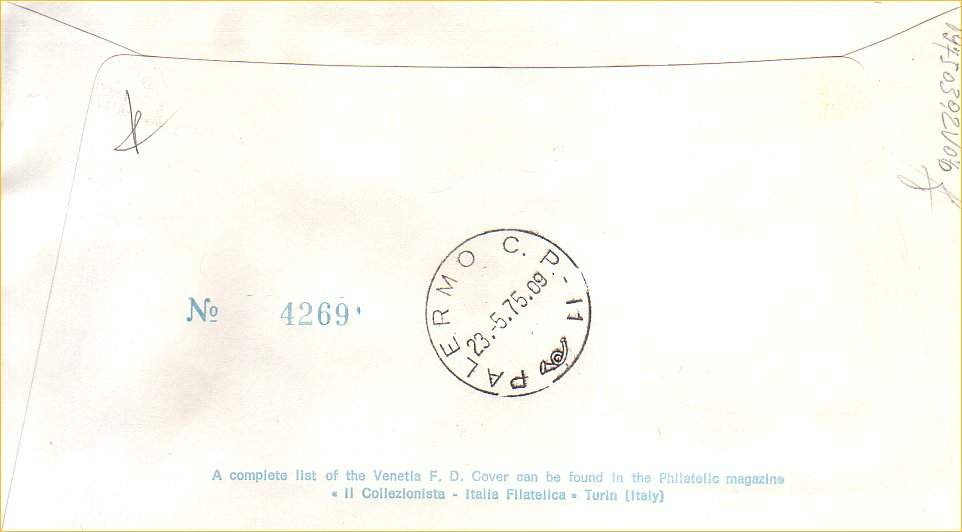 19750302V06
Nº 4269
PALERMO C.P.-11
23.-5.75.09
A complete list of the Venetia F. D. Cover can be found in the Philatelic magazine
« Il Collezionista - Italia Filatelica » Turin (Italy)